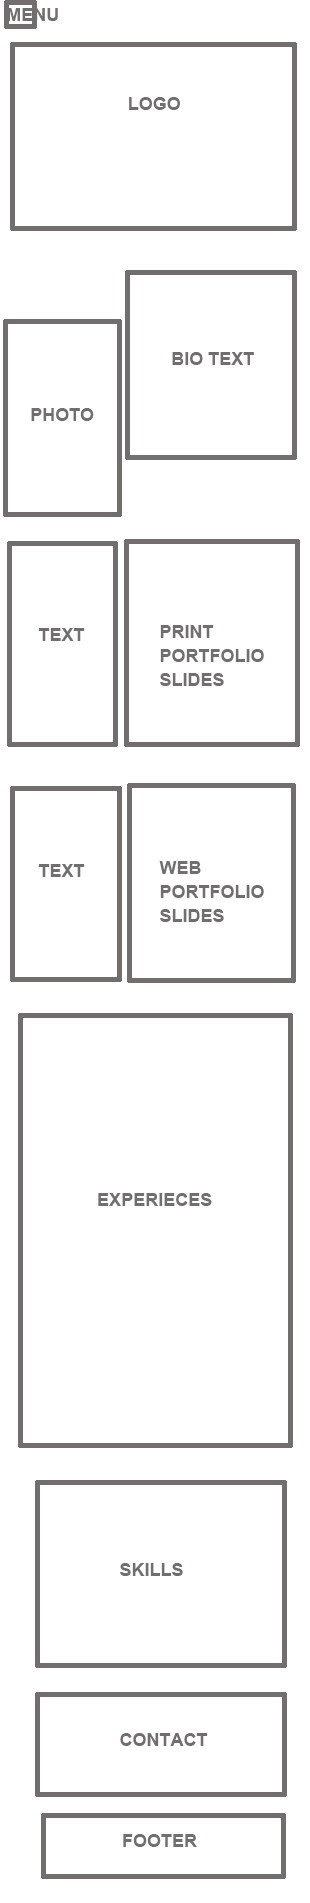 MENU
LOGO
BIO TEXT
PHOTO
TEXT
PRINT
PORTFOLIO
SLIDES
TEXT
WEB
PORTFOLIO
SLIDES
EXPERIECES
SKILLS
CONTACT
FOOTER